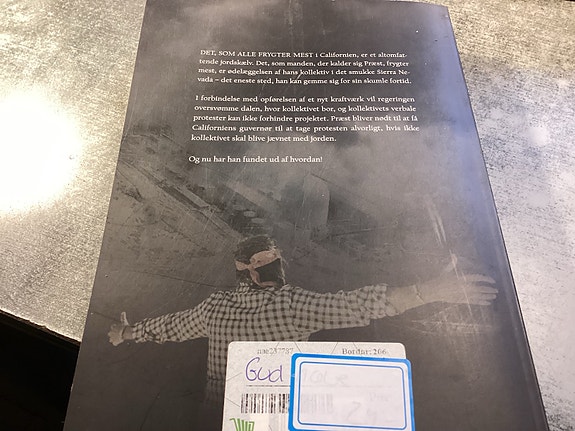 DET, SOM ALLE FRYGTER MEST i Californien, er et altomfat-
tende jordskælv. Det, som manden, der kalder sig Præst, frygter
mest, er ødelæggelsen af hans kollektiv i det smukke Sierra Ne-
vada – det eneste sted, han kan gemme sig for sin skumle fortid.
I forbindelse med opførelsen af et nyt kraftværk vil regeringen
oversvømme dalen, hvor kollektivet bor, og kollektivets verbale
protester kan ikke forhindre projektet. Præst bliver nødt til at få
Californiens guvernør til at tage protesten alvorligt, hvis ikke
kollektivet skal blive jævnet med jorden.
Og nu har han fundet ud af hvordan!
Bordnr: 206
Gud